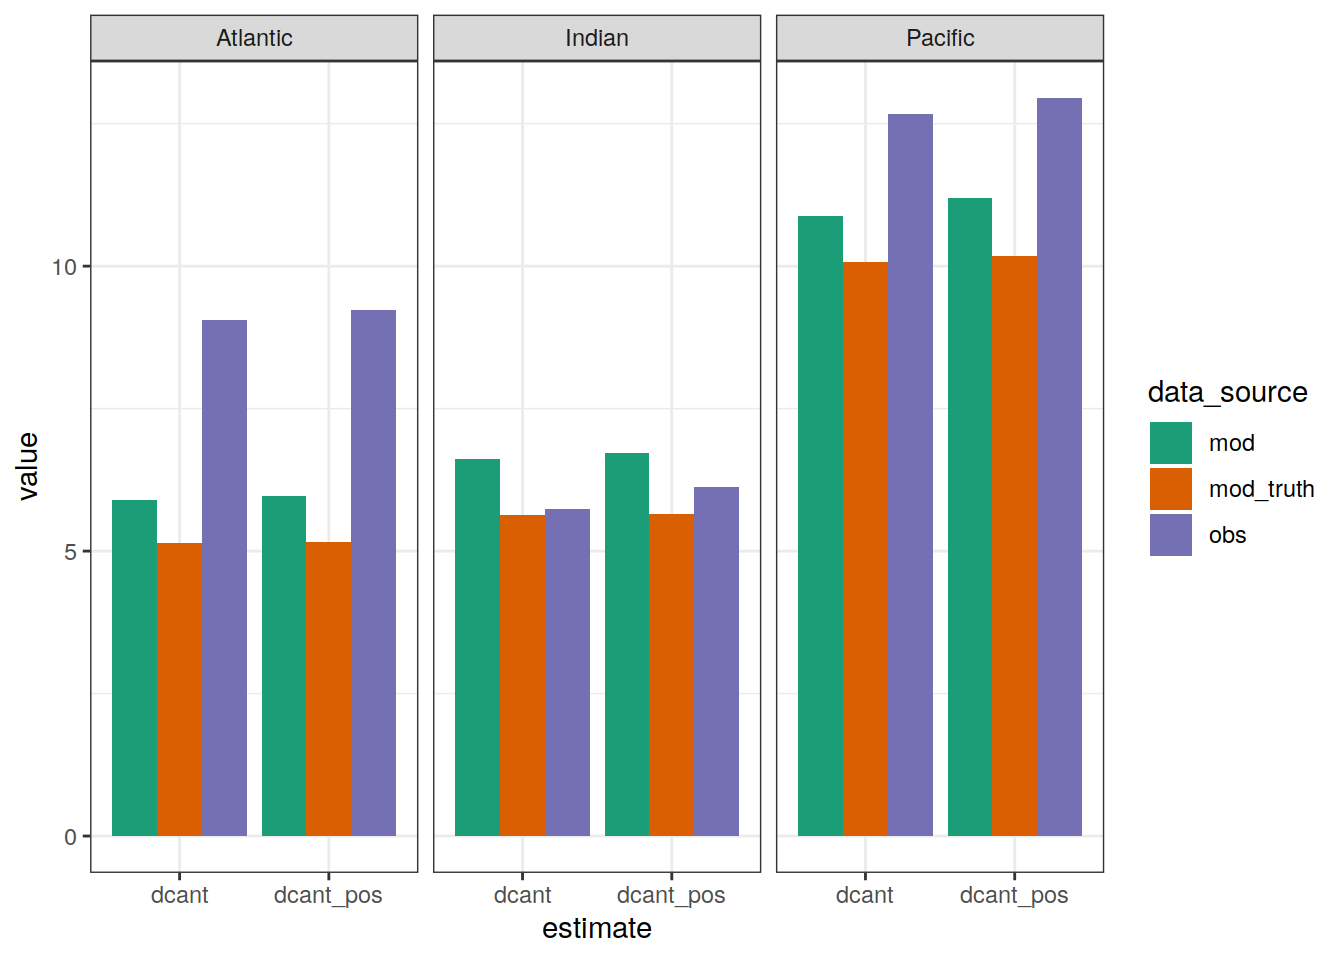 Atlantic Indian Pacific
value
10
5
0
dcant dcant_pos dcant dcant_pos dcant dcant_pos
estimate
data_source
mod
mod_truth
obs